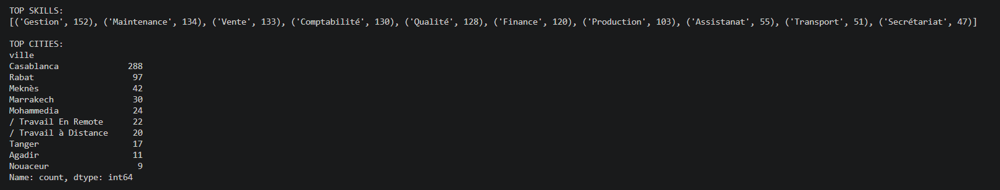 TOP SKILLS:
[('Gestion', 152), ('Maintenance', 134), ('Vente', 133), ('Comptabilité', 130), ('Qualité', 128), ('Finance', 120), ('Production', 103), ('Assistanat', 55), ('Transport', 51), ('Secrétariat', 47)]
TOP CITIES:
ville
Casablanca 288
Rabat 97
Meknès 42
Marrakech 30
Mohammedia 24
/ Travail En Remote 22
/ Travail à Distance 20
Tanger 17
Agadir 11
Nouaceur 9
Name: count, dtype: int64